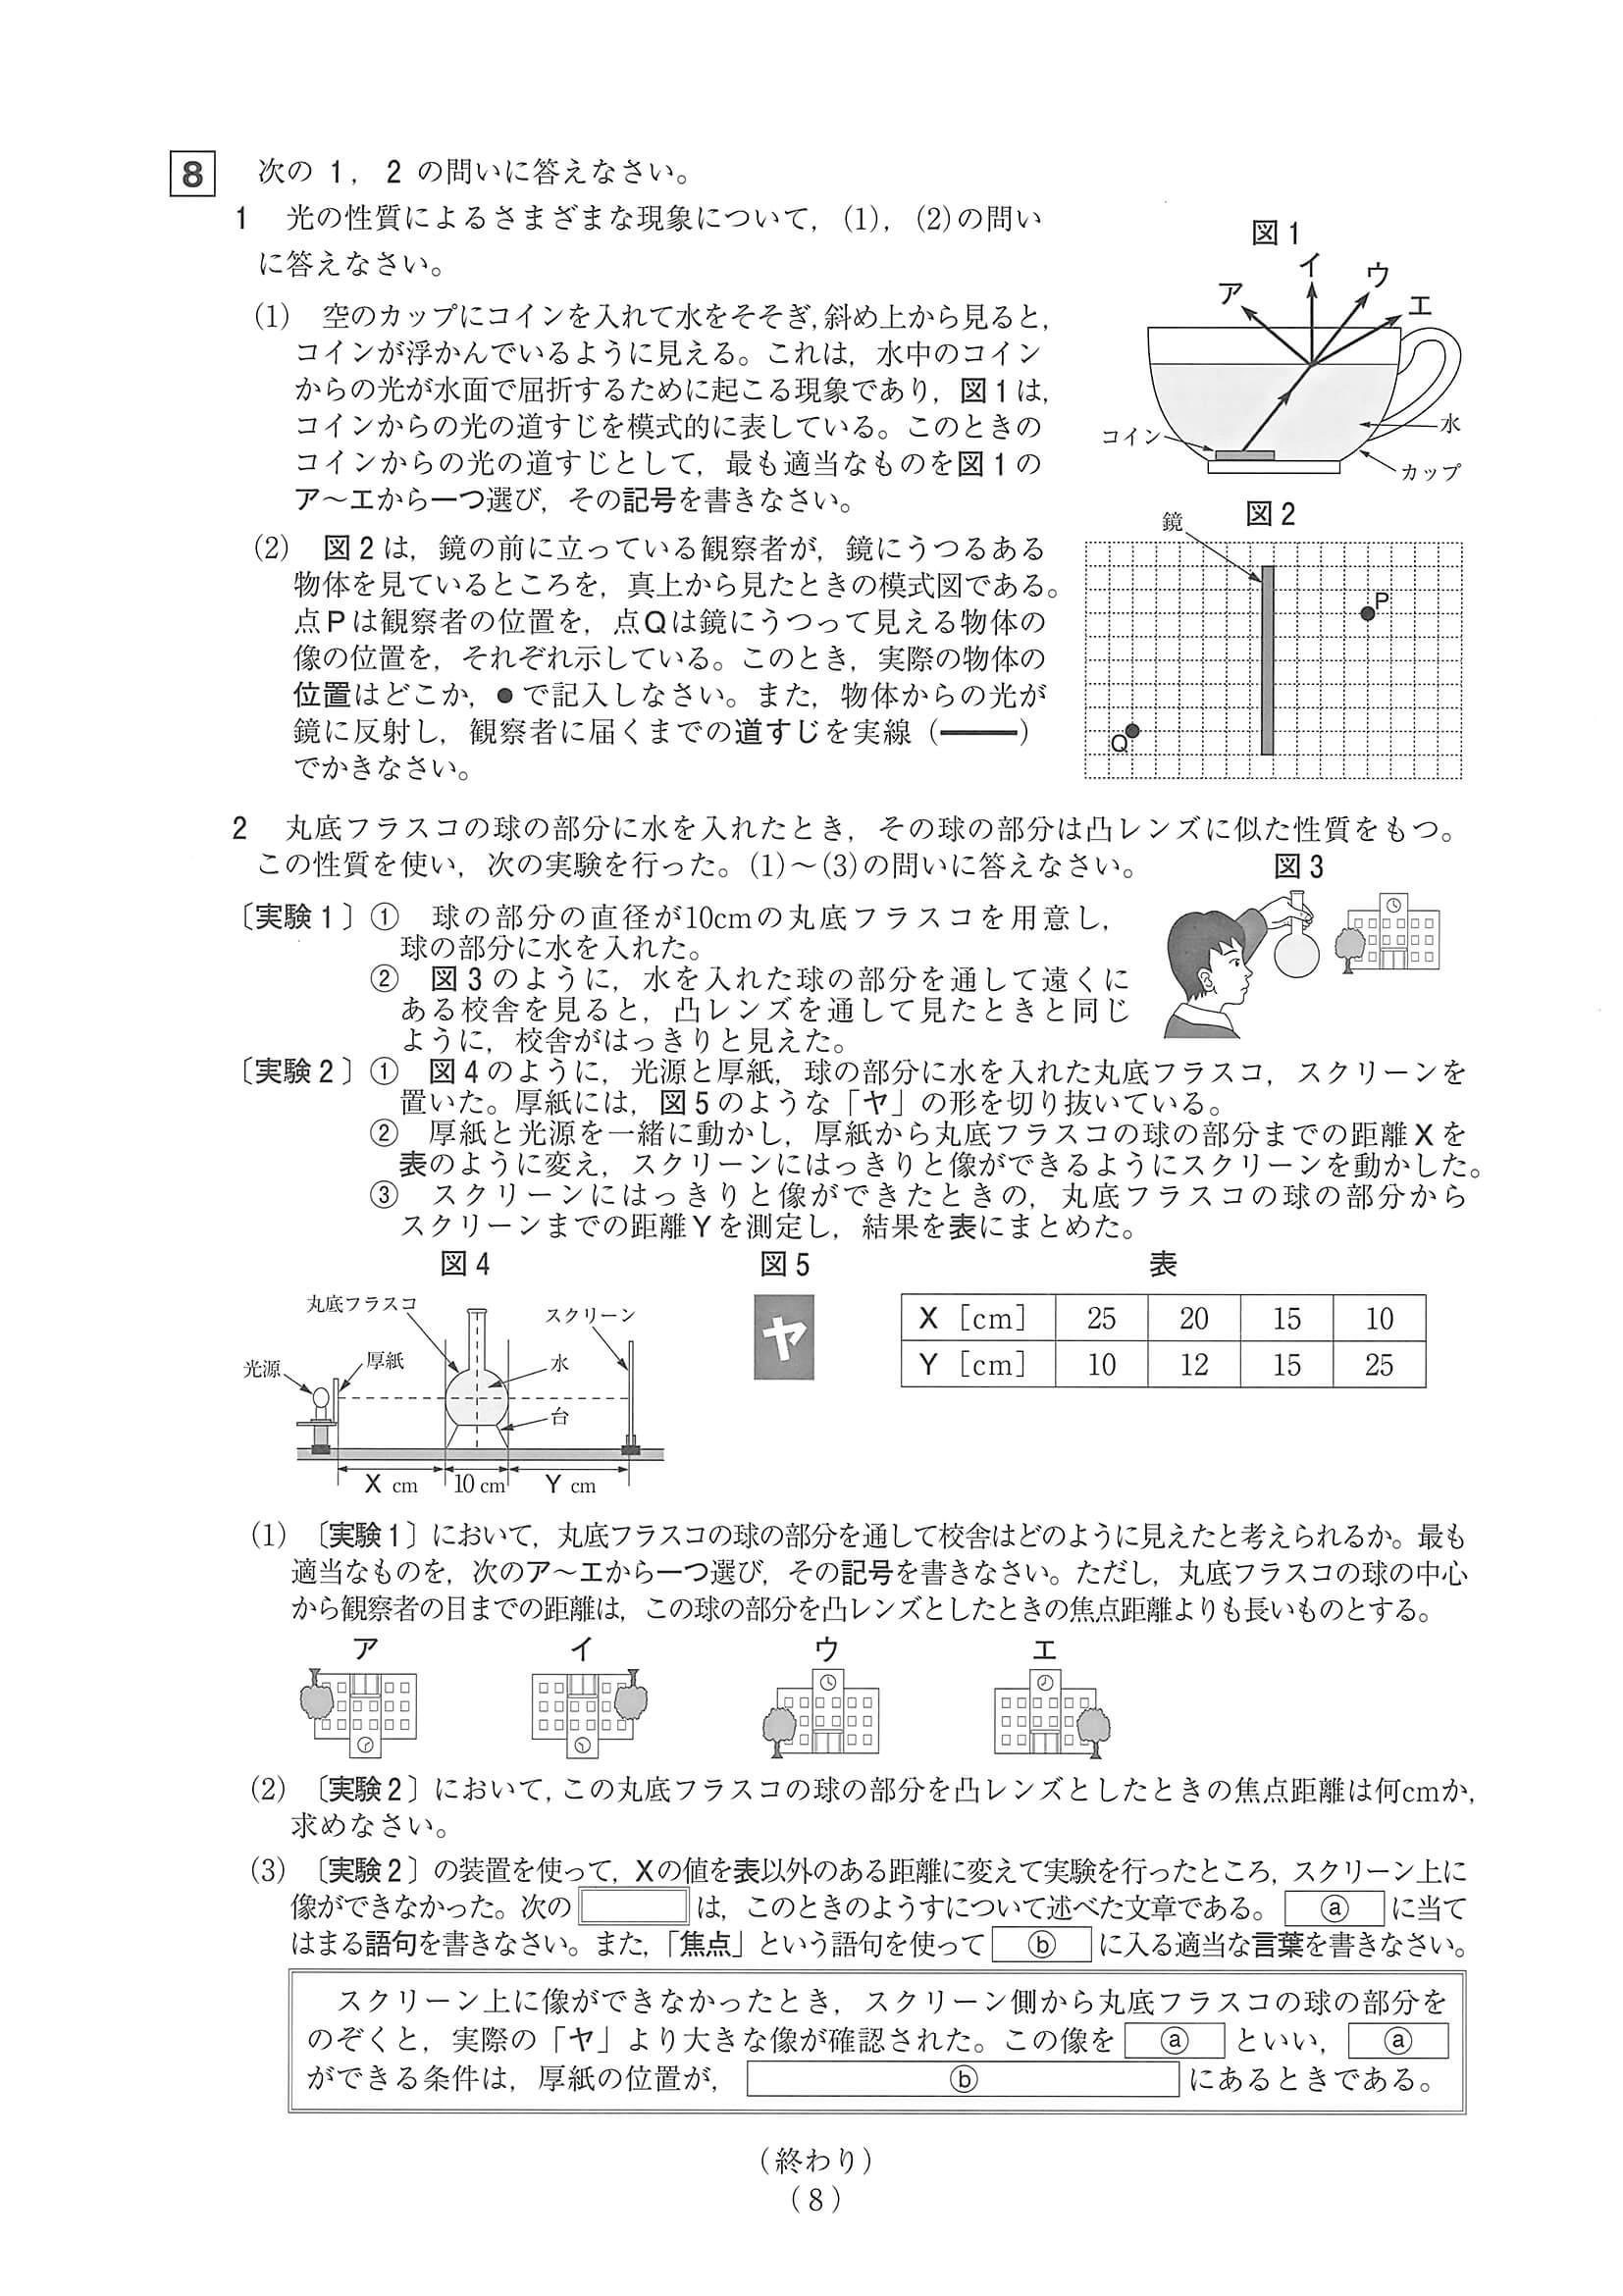 8 次の 1, 2 の問いに答えなさい。
1 光の性質によるさまざまな現象について, (1), (2)の問い
に答えなさい。
(1) 空のカップにコインを入れて水をそそぎ, 斜め上から見ると,
コインが浮かんでいるように見える。これは, 水中のコイン
からの光が水面で屈折するために起こる現象であり, 図1は,
コインからの光の道すじを模式的に表している。このときの
コインからの光の道すじとして, 最も適当なものを図1の
ア～エから一つ選び, その記号を書きなさい。
図1
ア
イ
ウ
エ
コイン
水
カップ
(2) 図2は, 鏡の前に立っている観察者が, 鏡にうつるある
物体を見ているところを, 真上から見たときの模式図である。
点Pは観察者の位置を, 点Qは鏡にうつって見える物体の
像の位置を, それぞれ示している。このとき, 実際の物体の
位置はどこか, ●で記入しなさい。また, 物体からの光が
鏡に反射し, 観察者に届くまでの道すじを実線 (━━━)
でかきなさい。
図2
鏡
P
Q
2 丸底フラスコの球の部分に水を入れたとき, その球の部分は凸レンズに似た性質をもつ。
この性質を使い, 次の実験を行った。(1)～(3)の問いに答えなさい。
図3
〔実験1〕① 球の部分の直径が10cmの丸底フラスコを用意し,
球の部分に水を入れた。
② 図3のように, 水を入れた球の部分を通して遠くに
ある校舎を見ると, 凸レンズを通して見たときと同じ
ように, 校舎がはっきりと見えた。
〔実験2〕① 図4のように, 光源と厚紙, 球の部分に水を入れた丸底フラスコ, スクリーンを
置いた。厚紙には, 図5のような「ヤ」の形を切り抜いている。
② 厚紙と光源を一緒に動かし, 厚紙から丸底フラスコの球の部分までの距離Xを
表のように変え, スクリーンにはっきりと像ができるようにスクリーンを動かした。
③ スクリーンにはっきりと像ができたときの, 丸底フラスコの球の部分から
スクリーンまでの距離Yを測定し, 結果を表にまとめた。
図4
丸底フラスコ
スクリーン
光源
厚紙
水
台
X cm
10 cm
Y cm
図5
ヤ
表
X [cm] 25 20 15 10
Y [cm] 10 12 15 25
(1) 〔実験1〕において, 丸底フラスコの球の部分を通して校舎はどのように見えたと考えられるか。最も
適当なものを, 次のア～エから一つ選び, その記号を書きなさい。ただし, 丸底フラスコの球の中心
から観察者の目までの距離は, この球の部分を凸レンズとしたときの焦点距離よりも長いものとする。
ア イ ウ エ
(2) 〔実験2〕において, この丸底フラスコの球の部分を凸レンズとしたときの焦点距離は何cmか,
求めなさい。
(3) 〔実験2〕の装置を使って, Xの値を表以外のある距離に変えて実験を行ったところ, スクリーン上に
像ができなかった。次の は, このときのようすについて述べた文章である。 ⓐ に当て
はまる語句を書きなさい。また, 「焦点」という語句を使って ⓑ に入る適当な言葉を書きなさい。
スクリーン上に像ができなかったとき, スクリーン側から丸底フラスコの球の部分を
のぞくと, 実際の「ヤ」より大きな像が確認された。この像を ⓐ といい, ⓐ
ができる条件は, 厚紙の位置が, ⓑ にあるときである。
(終わり)
(8)